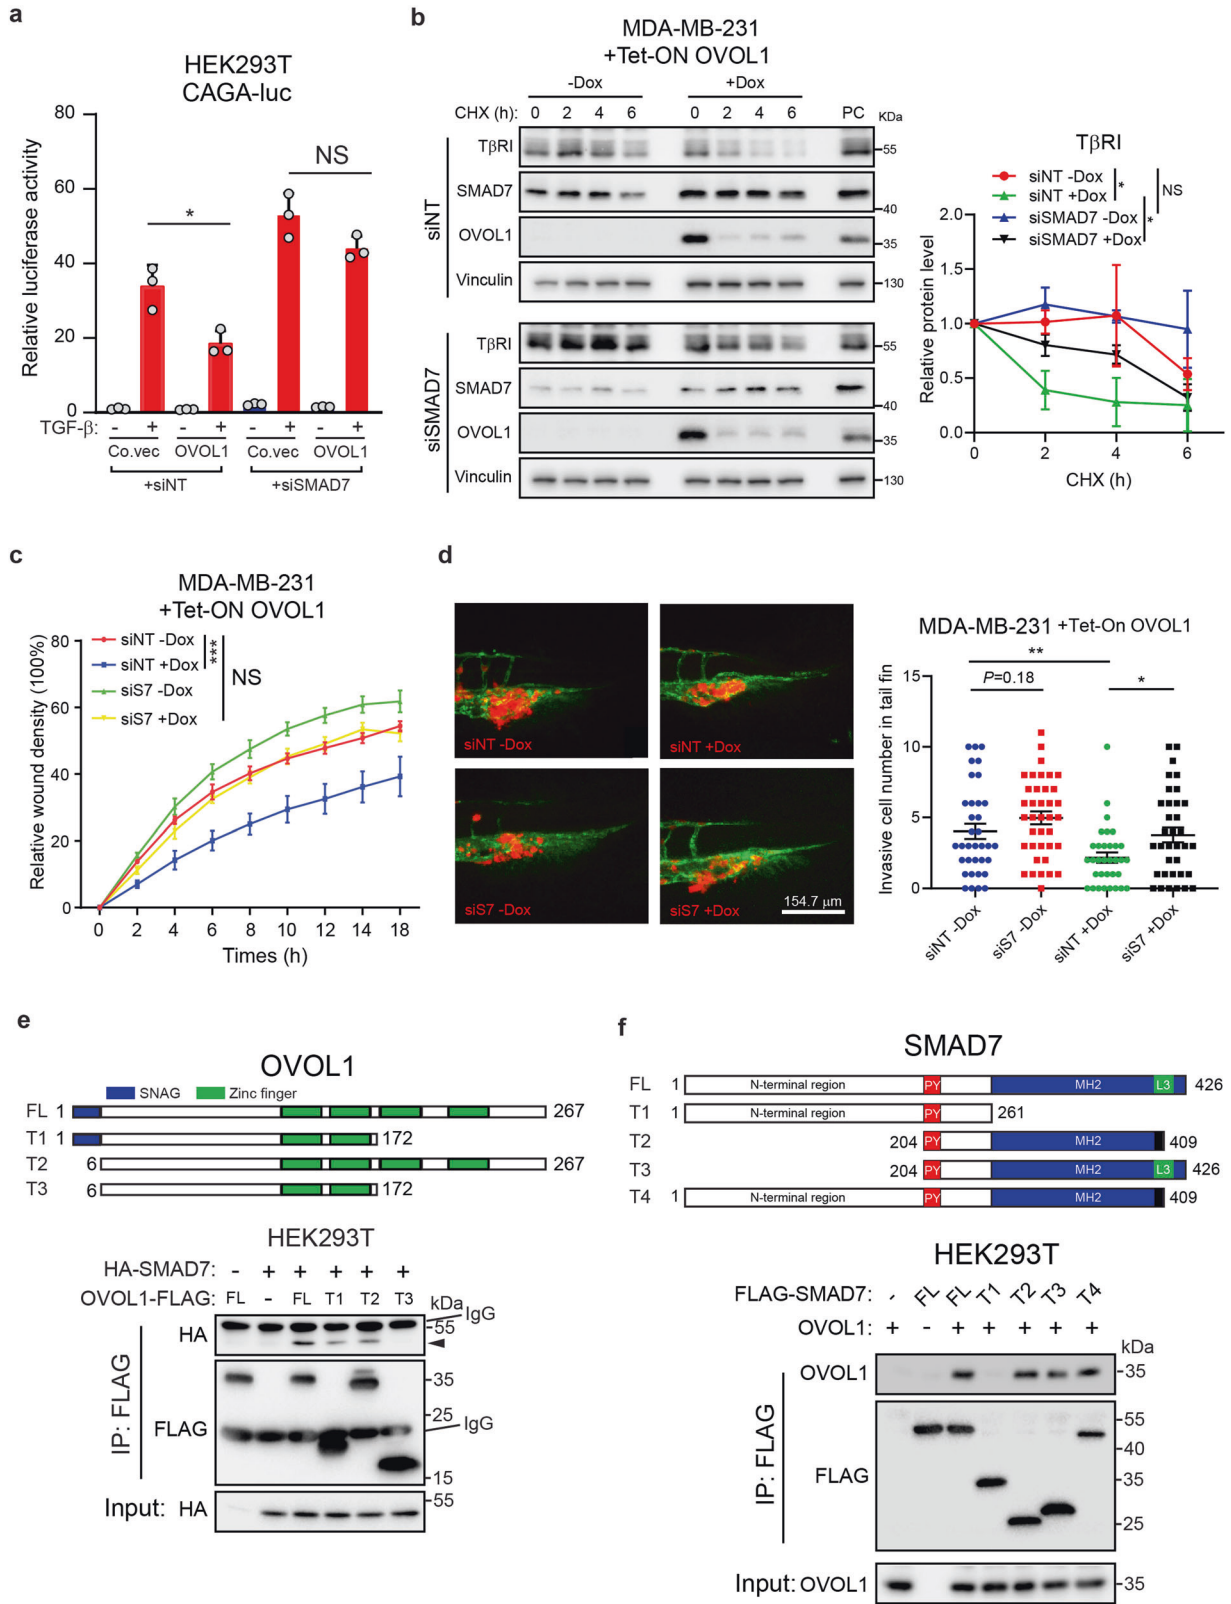 a
HEK293T
CAGA-luc
Relative luciferase activity
80
60
40
20
0
*
NS
TGF-β: - + - + - + - +
Co.vec OVOL1 Co.vec OVOL1
+siNT +siSMAD7
b
MDA-MB-231
+Tet-ON OVOL1
-Dox +Dox
CHX (h): 0 2 4 6 0 2 4 6 PC KDa
siNT
TβRI -55
SMAD7
-40
OVOL1 -35
Vinculin -130
siSMAD7
TβRI -55
SMAD7
-40
OVOL1 -35
Vinculin -130
TβRI
siNT -Dox
siNT +Dox
siSMAD7 -Dox
siSMAD7 +Dox
* * NS
Relative protein level
2.0
1.5
1.0
0.5
0.0
0 2 4 6
CHX (h)
c
MDA-MB-231
+Tet-ON OVOL1
siNT -Dox
siNT +Dox
siS7 -Dox
siS7 +Dox
*** NS
Relative wound density (100%)
80
60
40
20
0
0 2 4 6 8 10 12 14 18
Times (h)
d
siNT -Dox
siNT +Dox
siS7 -Dox
siS7 +Dox
154.7 μm
MDA-MB-231 +Tet-On OVOL1
**
P=0.18 *
Invasive cell number in tail fin
15
10
5
0
siNT -Dox siS7 -Dox siNT +Dox siS7 +Dox
e
OVOL1
SNAG Zinc finger
FL 1 267
T1 1 172
T2 6 267
T3 6 172
HEK293T
HA-SMAD7: - + + + + +
OVOL1-FLAG: FL - FL T1 T2 T3 kDa
IP: FLAG
HA IgG
-55
FLAG -35
25
IgG
-15
Input: HA -55
f
SMAD7
FL 1 N-terminal region PY MH2 L3 426
T1 1 N-terminal region PY 261
T2 204 PY MH2 409
T3 204 PY MH2 L3 426
T4 1 N-terminal region PY MH2 409
HEK293T
FLAG-SMAD7: - FL FL T1 T2 T3 T4
OVOL1: + - + + + + +
kDa
IP: FLAG
OVOL1 -35
FLAG
55
40
35
25
Input: OVOL1 -35